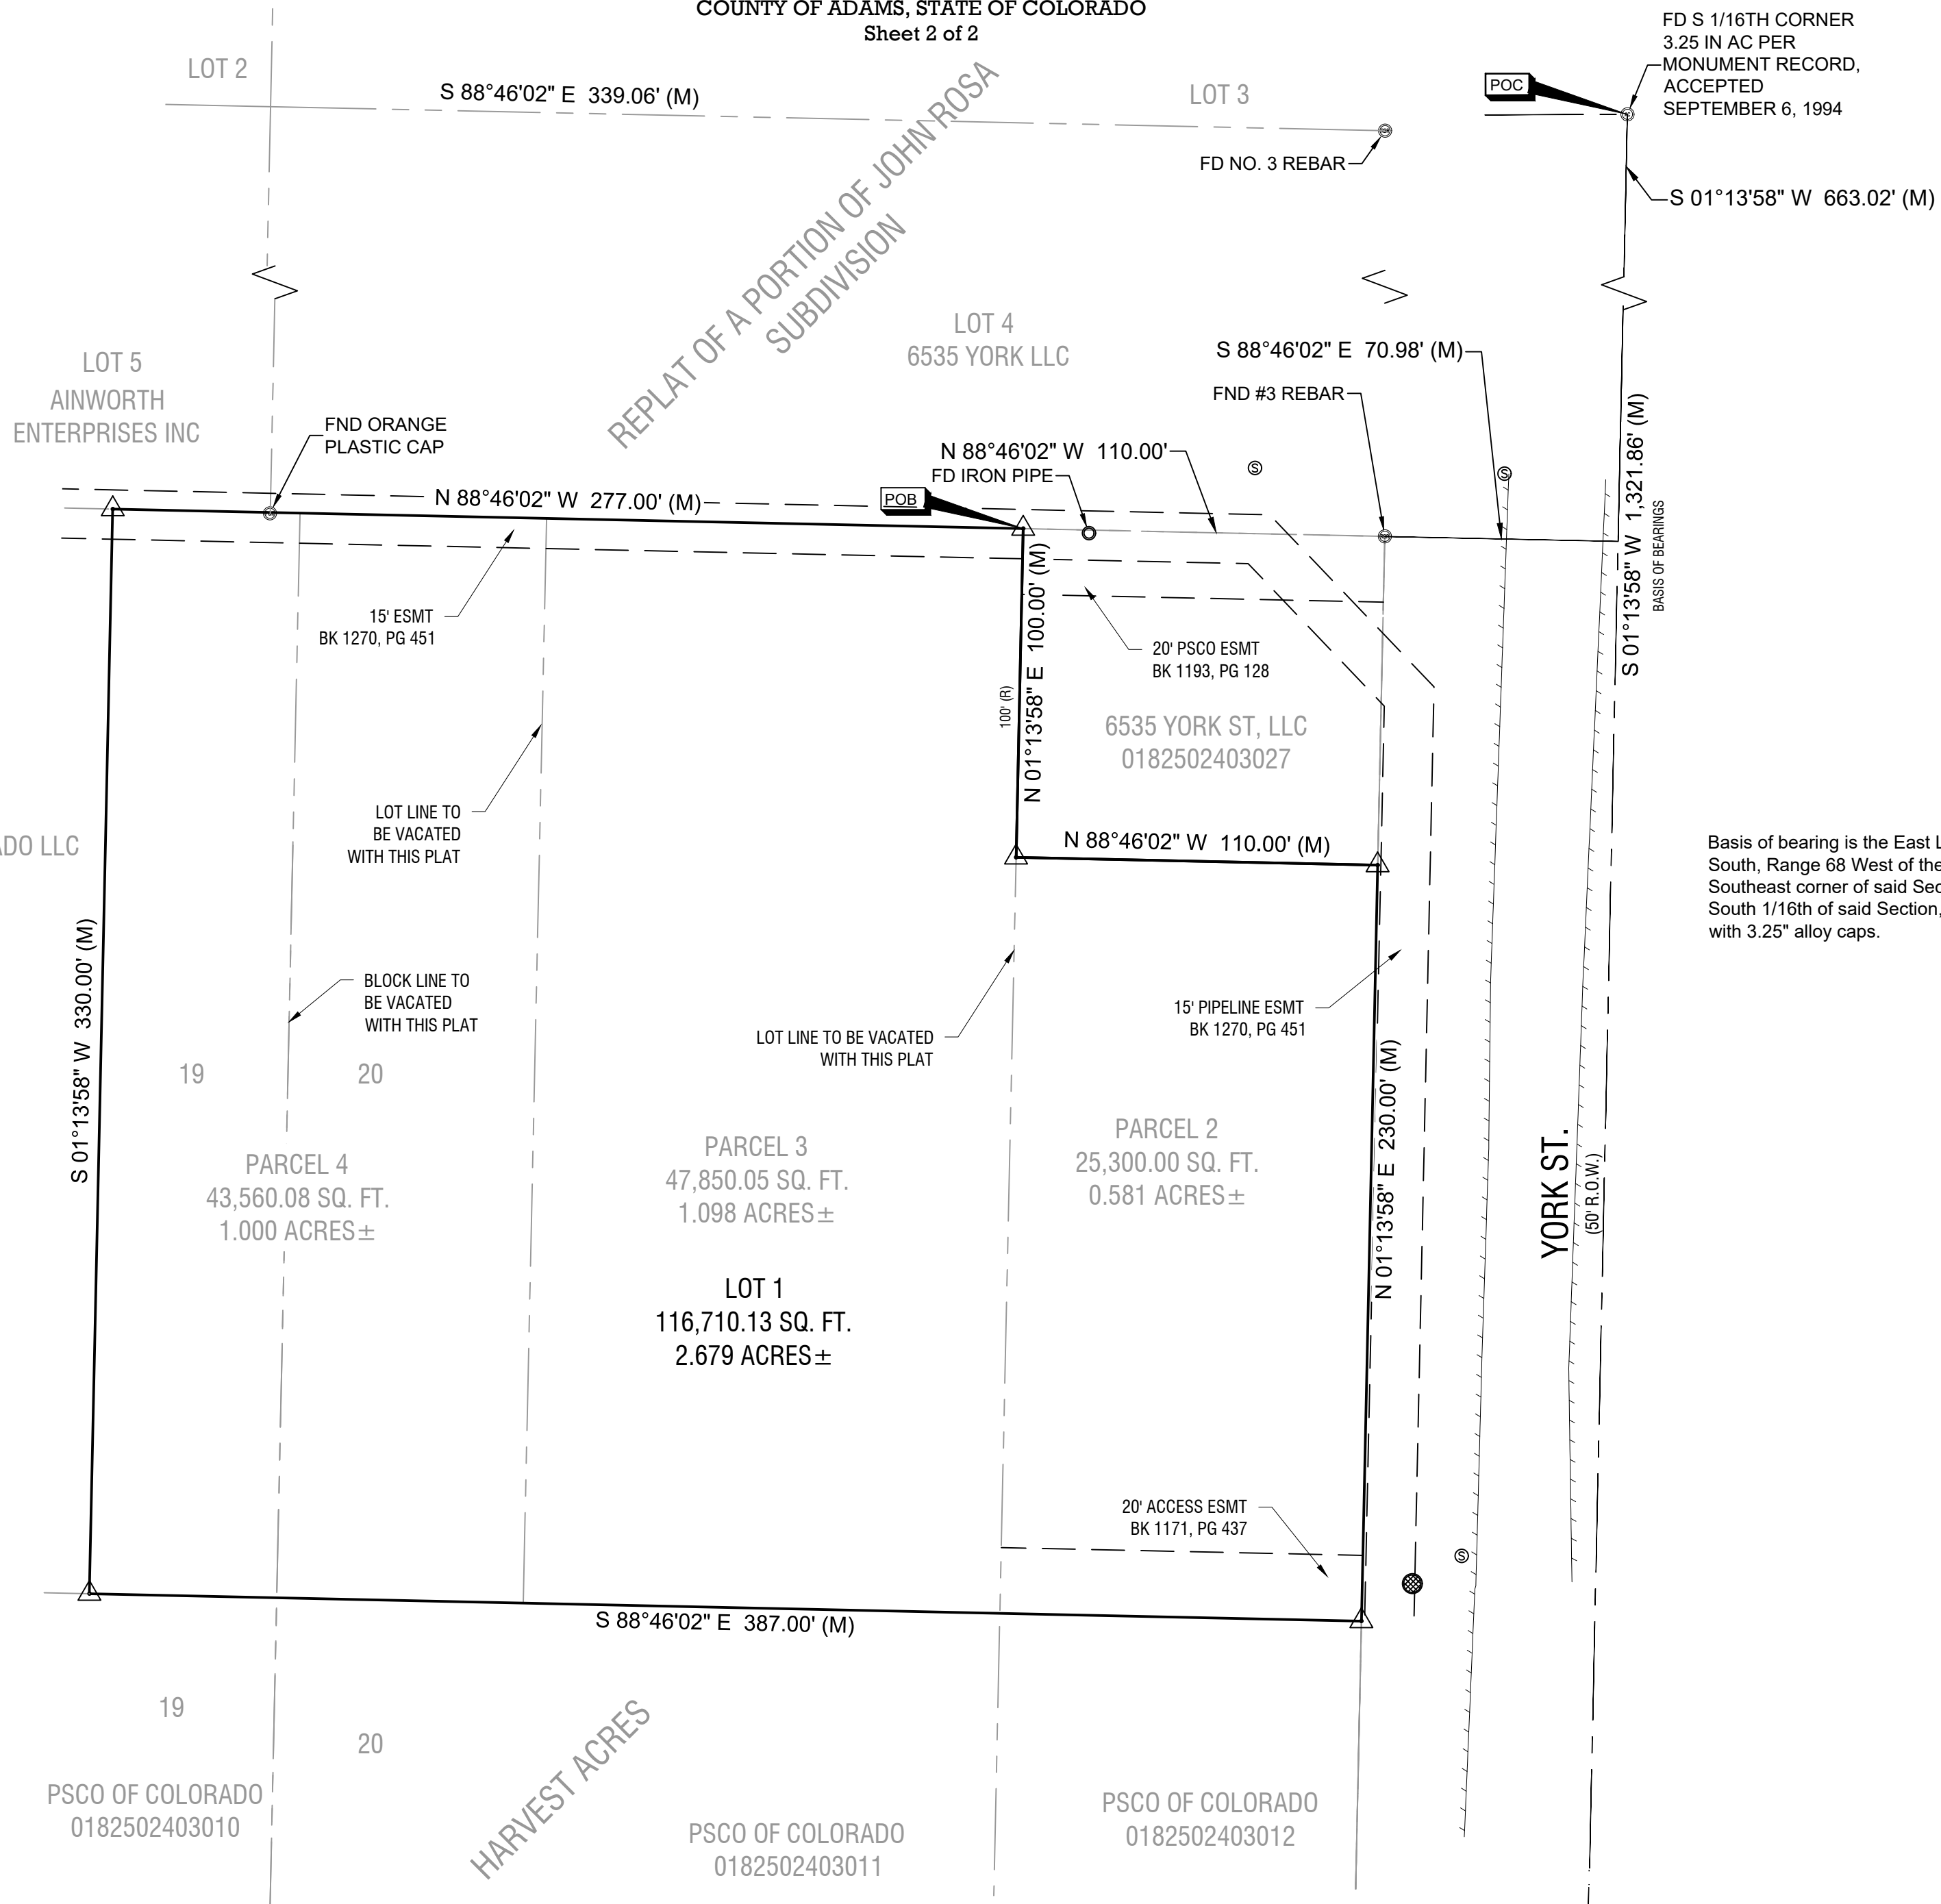 COUNTY OF ADAMS, STATE OF COLORADO
Sheet 2 of 2
FD S 1/16TH CORNER
3.25 IN AC PER
MONUMENT RECORD,
ACCEPTED
SEPTEMBER 6, 1994
POC
LOT 2
S 88°46'02" E 339.06' (M)
LOT 3
FD NO. 3 REBAR
S 01°13'58" W 663.02' (M)
REPLAT OF A PORTION OF JOHN ROSA
SUBDIVISION
LOT 4
6535 YORK LLC
S 88°46'02" E 70.98' (M)
FND #3 REBAR
LOT 5
AINWORTH
ENTERPRISES INC
FND ORANGE
PLASTIC CAP
N 88°46'02" W 110.00'
FD IRON PIPE
S
S
S 01°13'58" W 1,321.86' (M)
BASIS OF BEARINGS
N 88°46'02" W 277.00' (M)
POB
15' ESMT
BK 1270, PG 451
N 01°13'58" E 100.00' (M)
100' (R)
20' PSCO ESMT
BK 1193, PG 128
6535 YORK ST, LLC
0182502403027
LOT LINE TO
BE VACATED
WITH THIS PLAT
ADO LLC
N 88°46'02" W 110.00' (M)
Basis of bearing is the East L
South, Range 68 West of the
Southeast corner of said Sec
South 1/16th of said Section,
with 3.25" alloy caps.
S 01°13'58" W 330.00' (M)
BLOCK LINE TO
BE VACATED
WITH THIS PLAT
LOT LINE TO BE VACATED
WITH THIS PLAT
15' PIPELINE ESMT
BK 1270, PG 451
19
20
N 01°13'58" E 230.00' (M)
PARCEL 4
43,560.08 SQ. FT.
1.000 ACRES±
PARCEL 3
47,850.05 SQ. FT.
1.098 ACRES±
PARCEL 2
25,300.00 SQ. FT.
0.581 ACRES±
YORK ST.
(50' R.O.W.)
LOT 1
116,710.13 SQ. FT.
2.679 ACRES±
20' ACCESS ESMT
BK 1171, PG 437
S
S 88°46'02" E 387.00' (M)
19
20
HARVEST ACRES
PSCO OF COLORADO
0182502403010
PSCO OF COLORADO
0182502403011
PSCO OF COLORADO
0182502403012